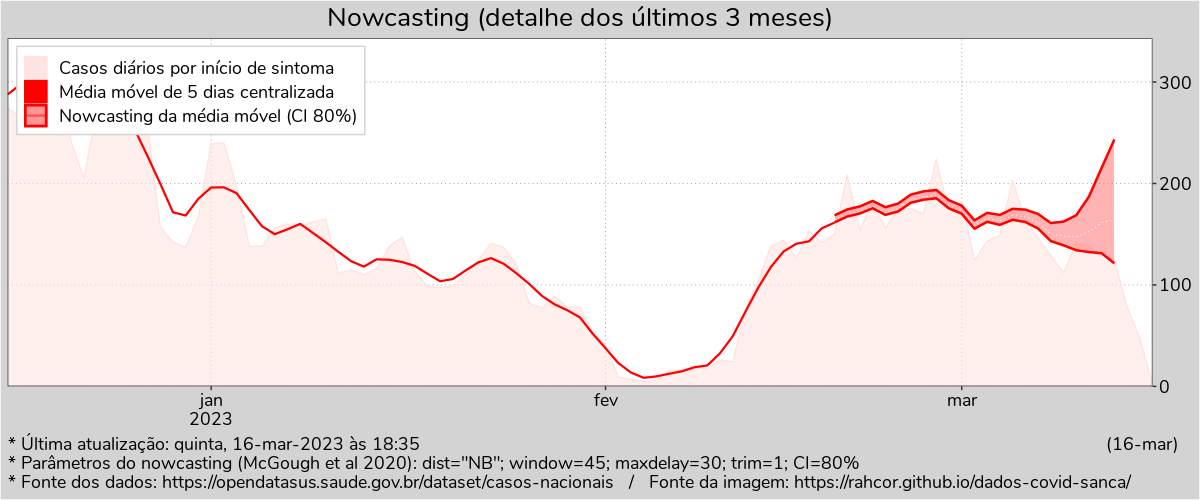 Nowcasting (detalhe dos últimos 3 meses)
Casos diários por início de sintoma
Média móvel de 5 dias centralizada
Nowcasting da média móvel (CI 80%)
300
200
100
0
jan
2023
fev
mar
* Última atualização: quinta, 16-mar-2023 às 18:35
(16-mar)
* Parâmetros do nowcasting (McGough et al 2020): dist="NB"; window=45; maxdelay=30; trim=1; CI=80%
* Fonte dos dados: https://opendatasus.saude.gov.br/dataset/casos-nacionais / Fonte da imagem: https://rahcor.github.io/dados-covid-sanca/